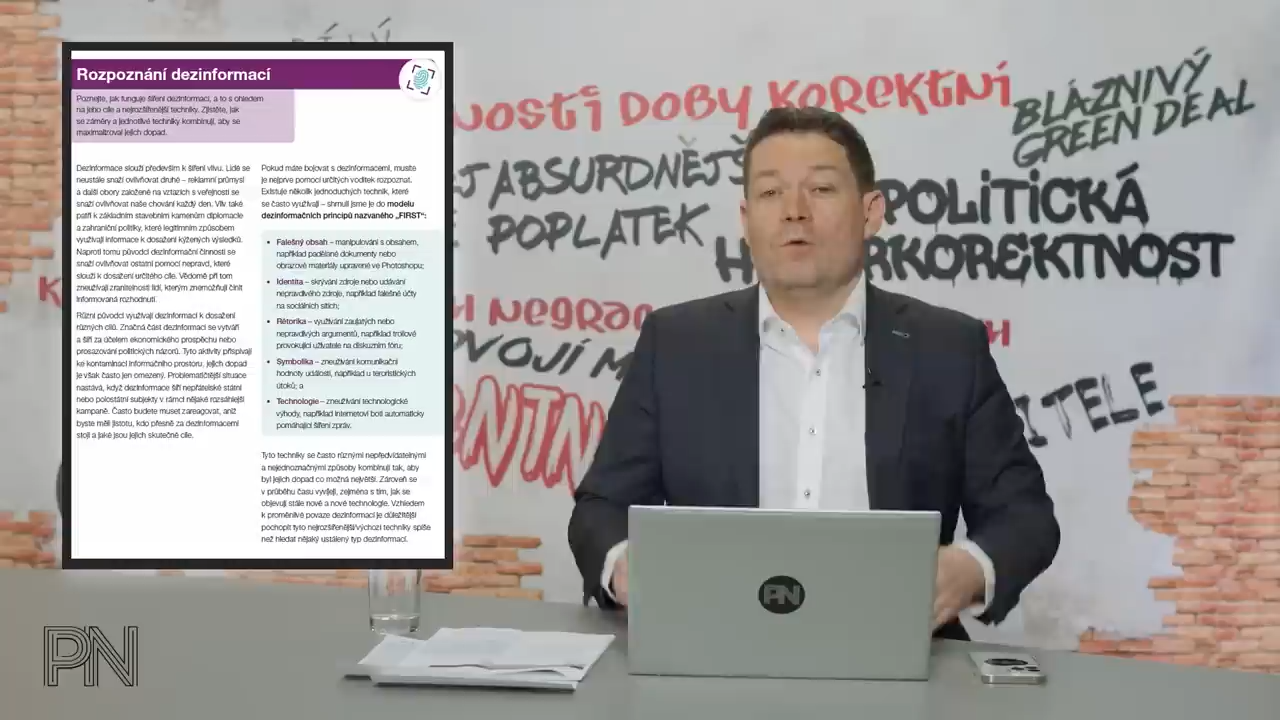 Rozpoznání dezinformací
Poznejte, jak funguje šíření dezinformací, a to s ohledem
na jeho cíle a nejrozšířenější techniky. Zjistěte, jak
se záměry a jednotlivé techniky kombinují, aby se
maximalizoval jejich dopad.
Dezinformace slouží především k šíření vlivu. Lidé se
neustále snaží ovlivňovat druhé – reklamní průmysl
a další obory založené na vztazích s veřejností se
snaží ovlivňovat naše chování každý den. Vliv také
patří k základním stavebním kamenům diplomacie
a zahraniční politiky, které legitimním způsobem
využívají informace k dosažení kýžených výsledků.
Naproti tomu původci dezinformační činnosti se
snaží ovlivňovat ostatní pomocí nepravd, které
slouží k dosažení určitého cíle. Vědomě při tom
zneužívají zranitelnosti lidí, kterým znemožňují činit
informovaná rozhodnutí.
Různí původci využívají dezinformací k dosažení
různých cílů. Značná část dezinformací se vytváří
a šíří za účelem ekonomického prospěchu nebo
prosazování politických názorů. Tyto aktivity přispívají
ke kontaminaci informačního prostoru, jejich dopad
je však často jen omezený. Problematičtější situace
nastává, když dezinformace šíří nepřátelské státní
nebo polostátní subjekty v rámci nějaké rozsáhlejší
kampaně. Často budete muset zareagovat, aniž
byste měli jistotu, kdo přesně za dezinformacemi
stojí a jaké jsou jejich skutečné cíle.
Pokud máte bojovat s dezinformacemi, musíte
je nejprve pomocí určitých vodítek rozpoznat.
Existuje několik jednoduchých technik, které
se často využívají – shrnuli jsme je do modelu
dezinformačních principů nazvaného „FIRST“:
• Falešný obsah – manipulování s obsahem,
například padělané dokumenty nebo
obrazové materiály upravené ve Photoshopu;
• Identita – skrývání zdroje nebo udávání
nepravdivého zdroje, například falešné účty
na sociálních sítích;
• Rétorika – využívání zaujatých nebo
nepravdivých argumentů, například trollové
provokující uživatele na diskuzním fóru;
• Symbolika – zneužívání komunikační
hodnoty událostí, například u teroristických
útoků; a
• Technologie – zneužívání technologické
výhody, například internetoví boti automaticky
pomáhající šíření zpráv.
Tyto techniky se často různými nepředvídatelnými
a nejednoznačnými způsoby kombinují tak, aby
byl jejich dopad co možná největší. Zároveň se
v průběhu času vyvíjejí, zejména s tím, jak se
objevují stále nové a nové technologie. Vzhledem
k proměnlivé povaze dezinformací je důležitější
pochopit tyto nejrozšířenější výchozí techniky spíše
než hledat nějaký ustálený typ dezinformací.
NOSTÍ DOBY KOREKTNÍ
BLÁZNIVÝ
GREEN DEAL
EJ ABSURDNĚJŠ
POPLATEK
POLITICKÁ
H RKOREKTNOST
H NEGRAC H
VOJÍ M
ENTN
ITELE
PN
PN